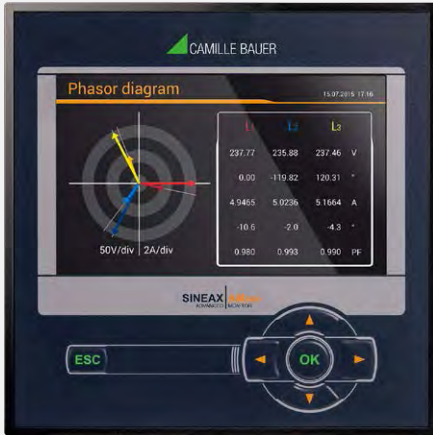 CAMILLE BAUER
Phasor diagram
15.07.2015 17:16
L1 L2 L3
237.77 235.88 237.46 V
0.00 -119.82 120.31 °
4.9465 5.0236 5.1664 A
-10.6 -2.0 -4.3 °
0.980 0.993 0.990 PF
50V/div 2A/div
SINEAX
ADVANCED MONITOR
ESC
OK